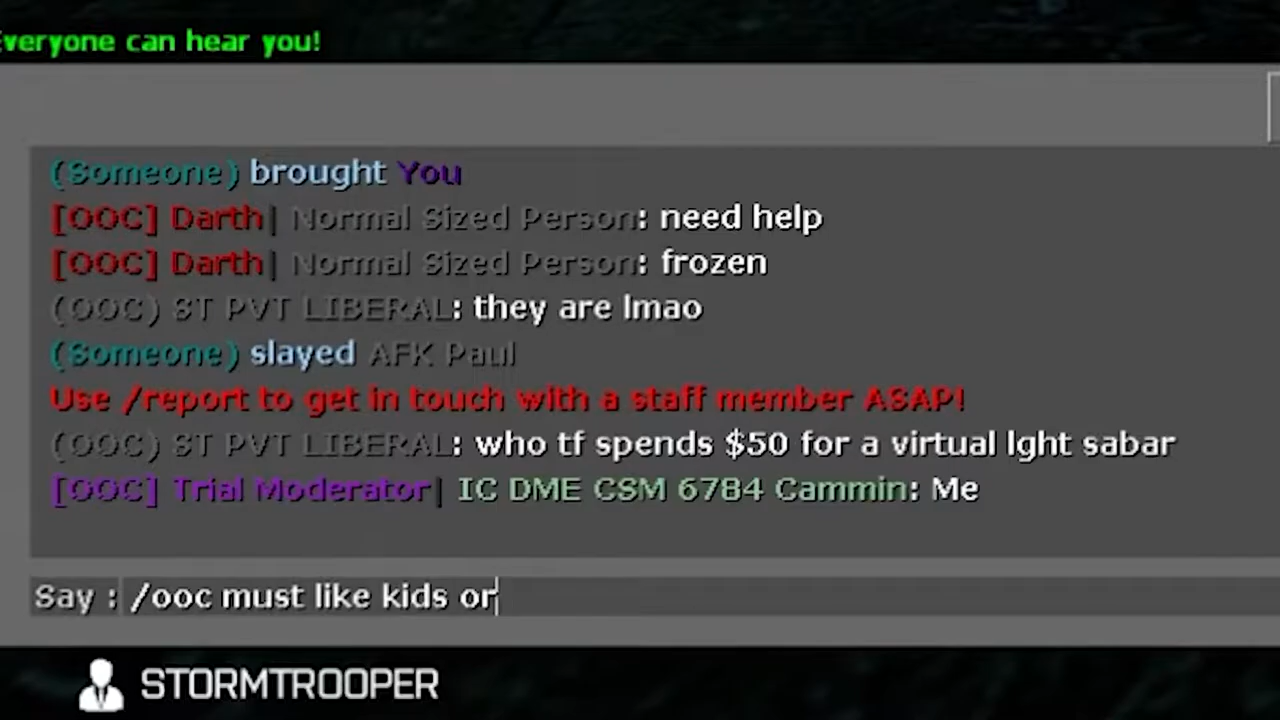 Everyone can hear you!
(Someone) brought You
[OOC] Darth| Normal Sized Person: need help
[OOC] Darth| Normal Sized Person: frozen
(OOC) ST PVT LIBERAL: they are lmao
(Someone) slayed AFK Paul
Use /report to get in touch with a staff member ASAP!
(OOC) ST PVT LIBERAL: who tf spends $50 for a virtual lght sabar
[OOC] Trial Moderator| IC DME CSM 6784 Cammin: Me
Say : /ooc must like kids or
STORMTROOPER